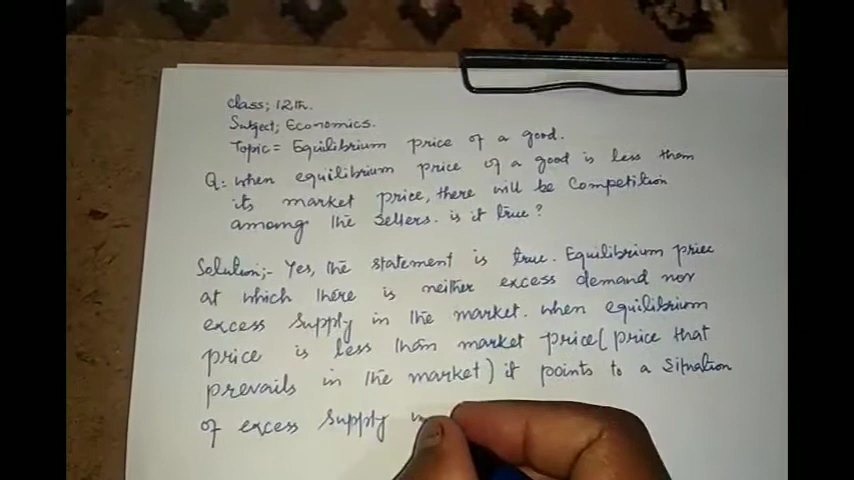 Class; 12th.
Subject; Economics.
Topic = Equilibrium price of a good.
Q: when equilibrium price of a good is less them
its market price, there will be Competition
among the Sellers. is it true?
Solution;- Yes, the statement is true. Equilibrium price
at which there is neither excess demand nor
excess supply in the market. when equilibrium
price is less than market price (price that
prevails in the market) it points to a situation
of excess supply